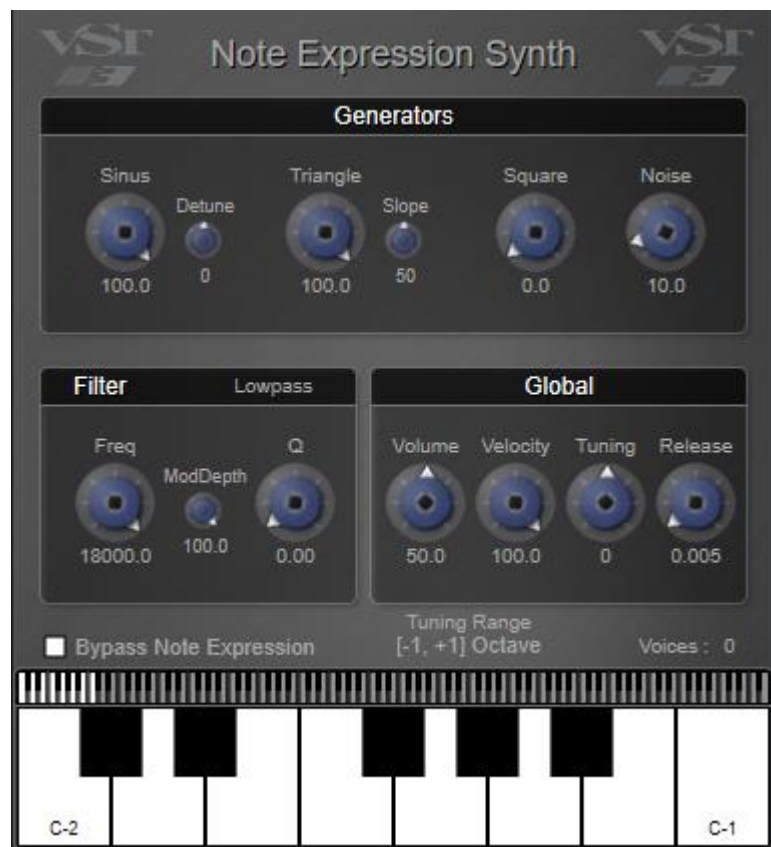 VST Note Expression Synth VST
3 3
Generators
Sinus Triangle Square Noise
Detune Slope
100.0 0 100.0 50 0.0 10.0
Filter Lowpass Global
Freq Q Volume Velocity Tuning Release
ModDepth
18000.0 100.0 0.00 50.0 100.0 0 0.005
Tuning Range
Bypass Note Expression [-1, +1] Octave Voices : 0
C-2 C-1